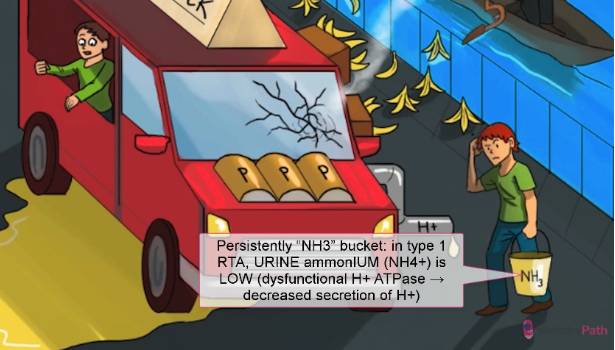 CK
P P P
H+
Persistently "NH3" bucket: in type 1
RTA, URINE ammonIUM (NH4+) is
LOW (dysfunctional H+ ATPase →
decreased secretion of H+)
NH3
Path